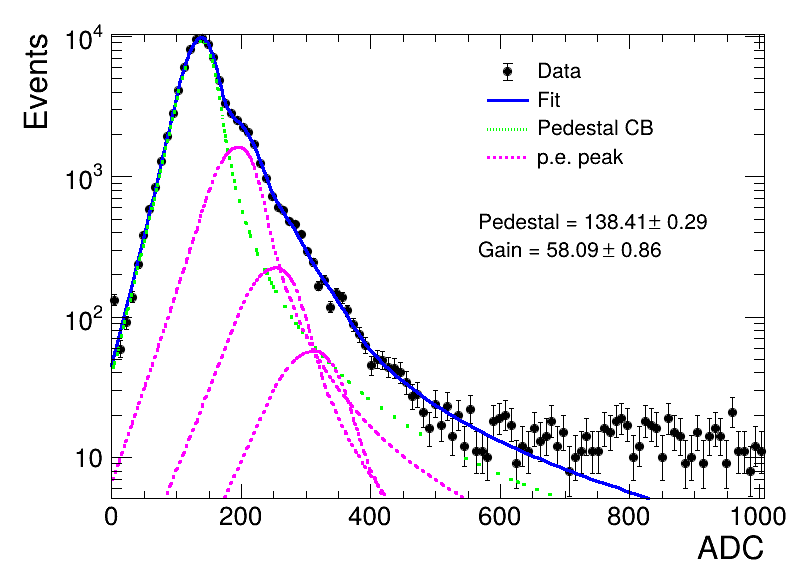 Events
10⁴
10³
10²
10
Data
Fit
Pedestal CB
p.e. peak
Pedestal = 138.41± 0.29
Gain = 58.09 ± 0.86
0 200 400 600 800 1000
ADC